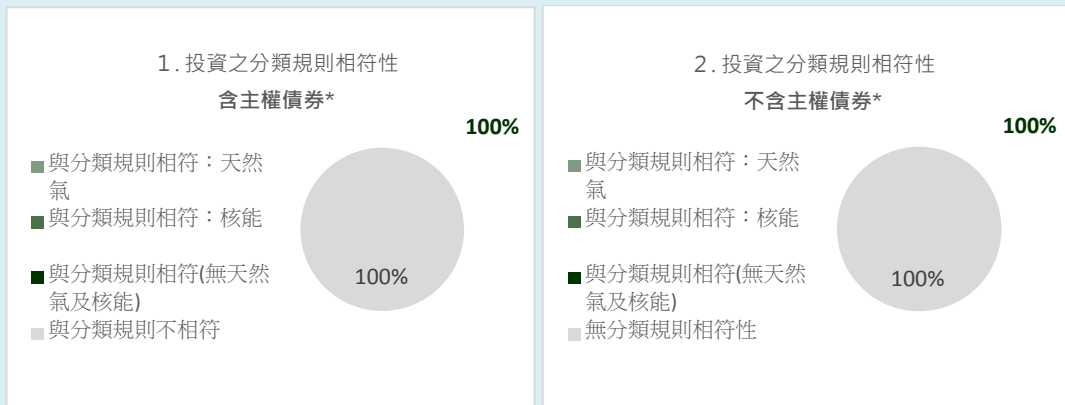 1. 投資之分類規則相符性
含主權債券*
100%
與分類規則相符：天然
氣
與分類規則相符：核能
與分類規則相符(無天然
氣及核能)
與分類規則不相符
100%
2. 投資之分類規則相符性
不含主權債券*
100%
與分類規則相符：天然
氣
與分類規則相符：核能
與分類規則相符(無天然
氣及核能)
無分類規則相符性
100%